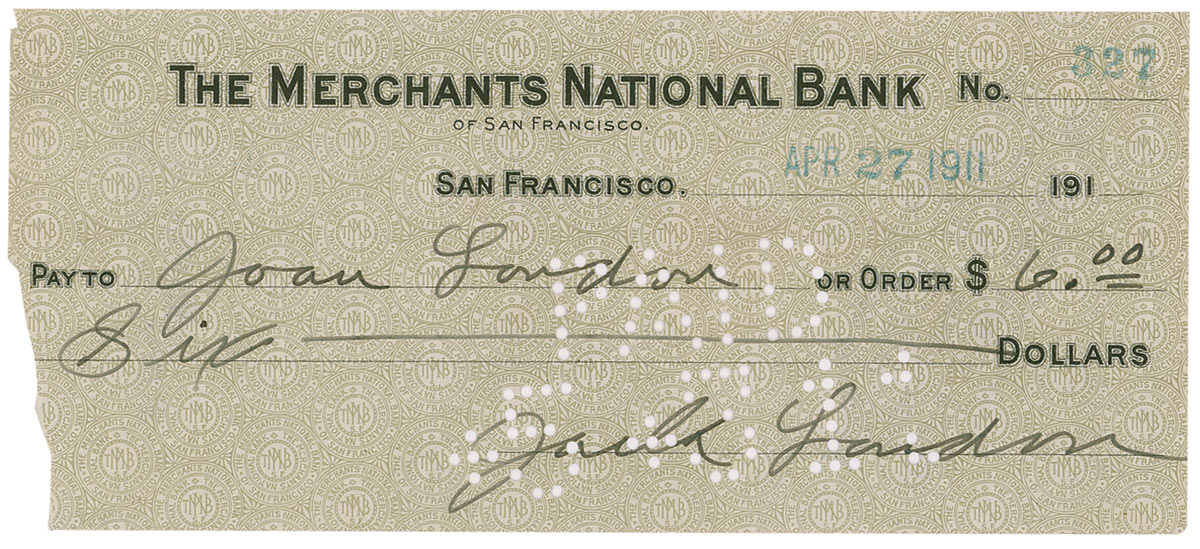 THE MERCHANTS NATIONAL BANK No. 327
OF SAN FRANCISCO.
SAN FRANCISCO. APR 27 1911 191
PAY TO Joan London OR ORDER $ 6.00
Six DOLLARS
PAID
Jack London